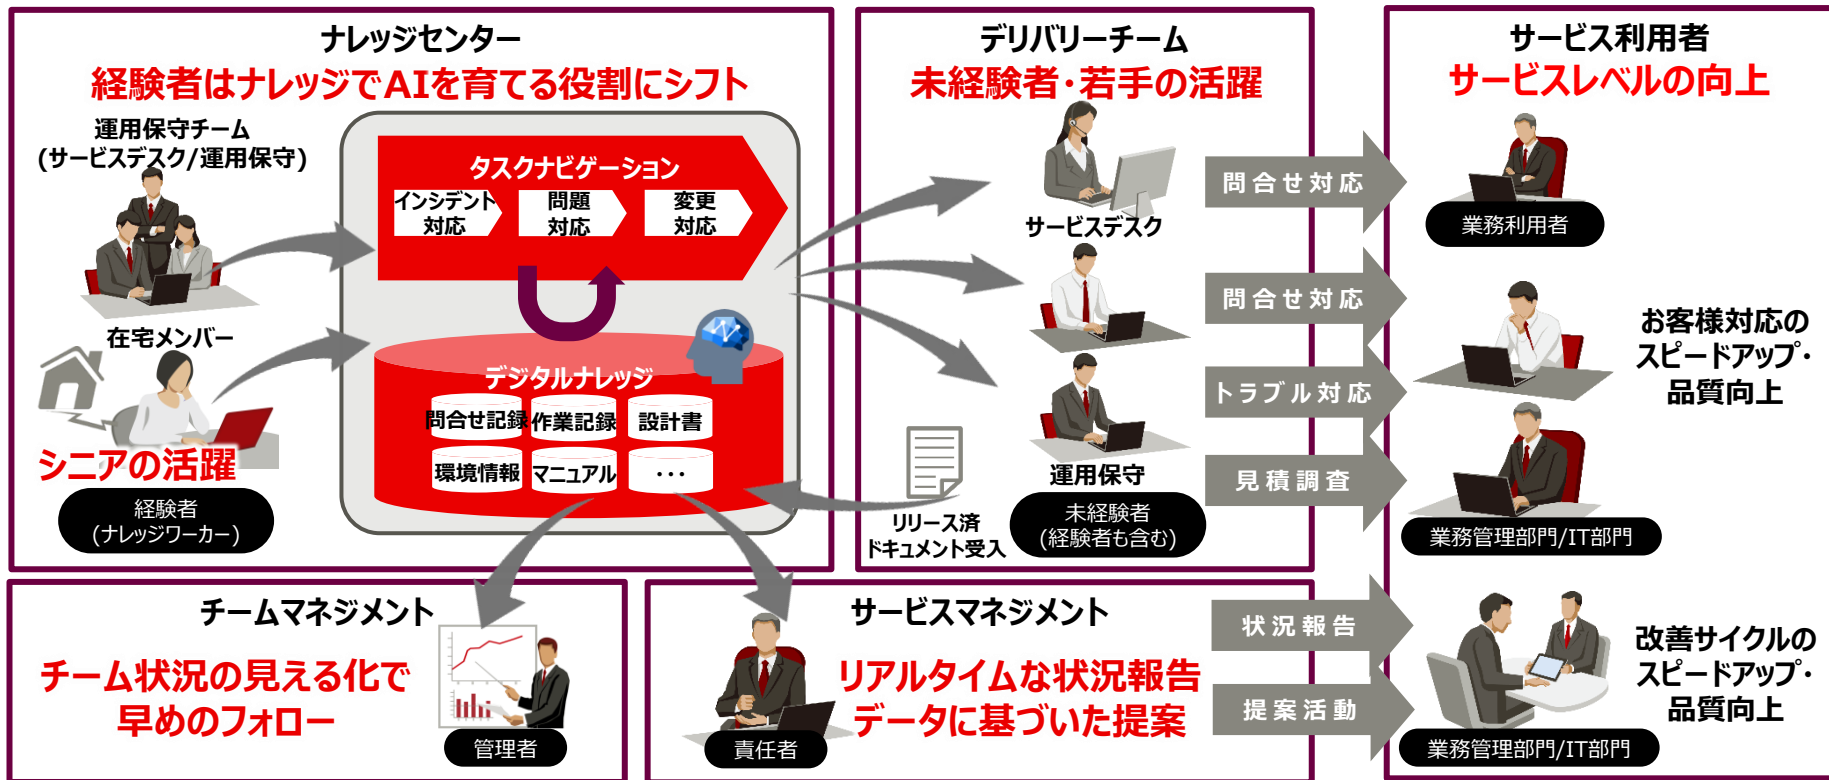 ナレッジセンター
経験者はナレッジでAIを育てる役割にシフト
運用保守チーム
(サービスデスク/運用保守)
在宅メンバー
シニアの活躍
経験者
(ナレッジワーカー)
タスクナビゲーション
インシデント
対応
問題
対応
変更
対応
デジタルナレッジ
問合せ記録
作業記録
設計書
環境情報
マニュアル
・・・
デリバリーチーム
未経験者・若手の活躍
サービスデスク
運用保守
未経験者
(経験者も含む)
リリース済
ドキュメント受入
問合せ対応
問合せ対応
トラブル対応
見積調査
サービス利用者
サービスレベルの向上
業務利用者
お客様対応の
スピードアップ・
品質向上
業務管理部門/IT部門
チームマネジメント
チーム状況の見える化で
早めのフォロー
管理者
サービスマネジメント
リアルタイムな状況報告
データに基づいた提案
責任者
状況報告
提案活動
改善サイクルの
スピードアップ・
品質向上
業務管理部門/IT部門